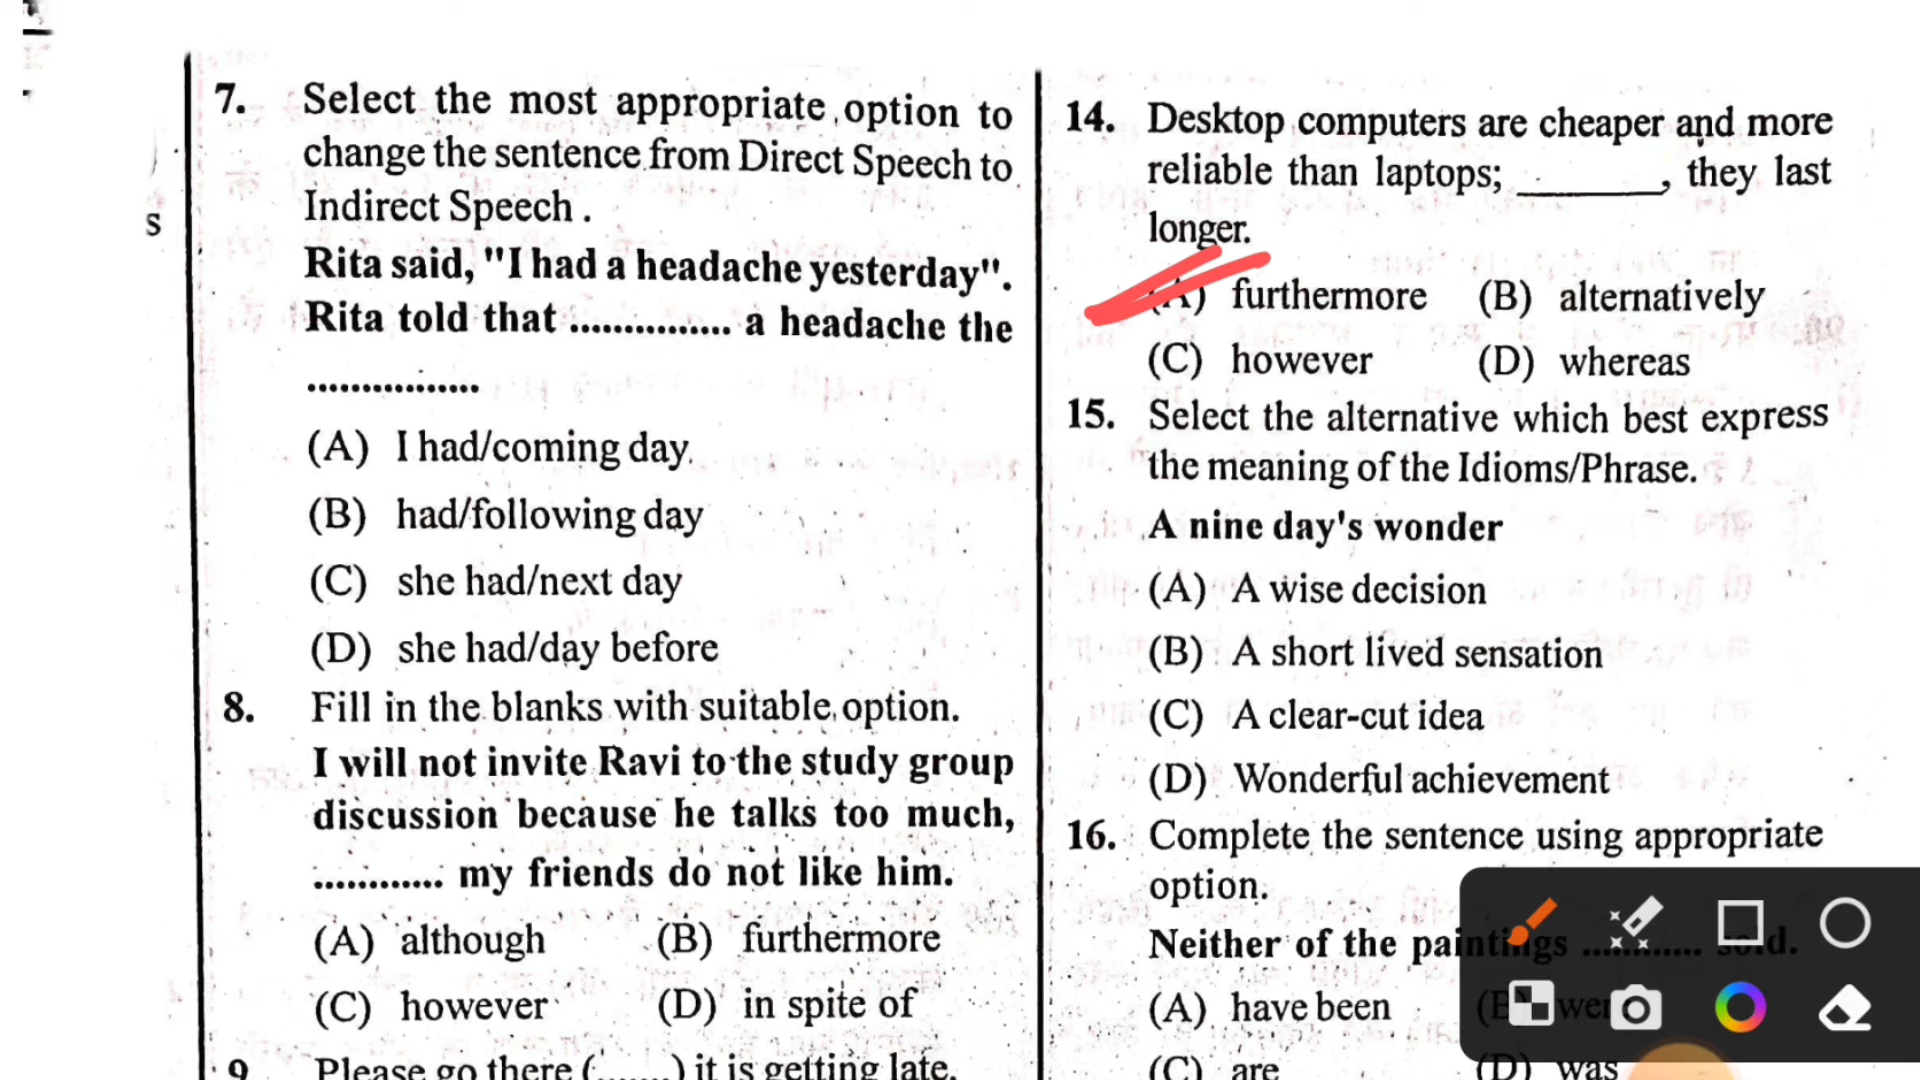 s
7. Select the most appropriate option to
change the sentence from Direct Speech to
Indirect Speech .
Rita said, "I had a headache yesterday".
Rita told that ............... a headache the
................
(A) I had/coming day
(B) had/following day
(C) she had/next day
(D) she had/day before
8. Fill in the blanks with suitable option.
I will not invite Ravi to the study group
discussion because he talks too much,
............ my friends do not like him.
(A) although (B) furthermore
(C) however (D) in spite of
9 Please go there (.......) it is getting late.
14. Desktop computers are cheaper and more
reliable than laptops; _______, they last
longer.
(A) furthermore (B) alternatively
(C) however (D) whereas
15. Select the alternative which best express
the meaning of the Idioms/Phrase.
A nine day's wonder
(A) A wise decision
(B) A short lived sensation
(C) A clear-cut idea
(D) Wonderful achievement
16. Complete the sentence using appropriate
option.
Neither of the paintings ............ sold.
(A) have been
(C) are (D) was